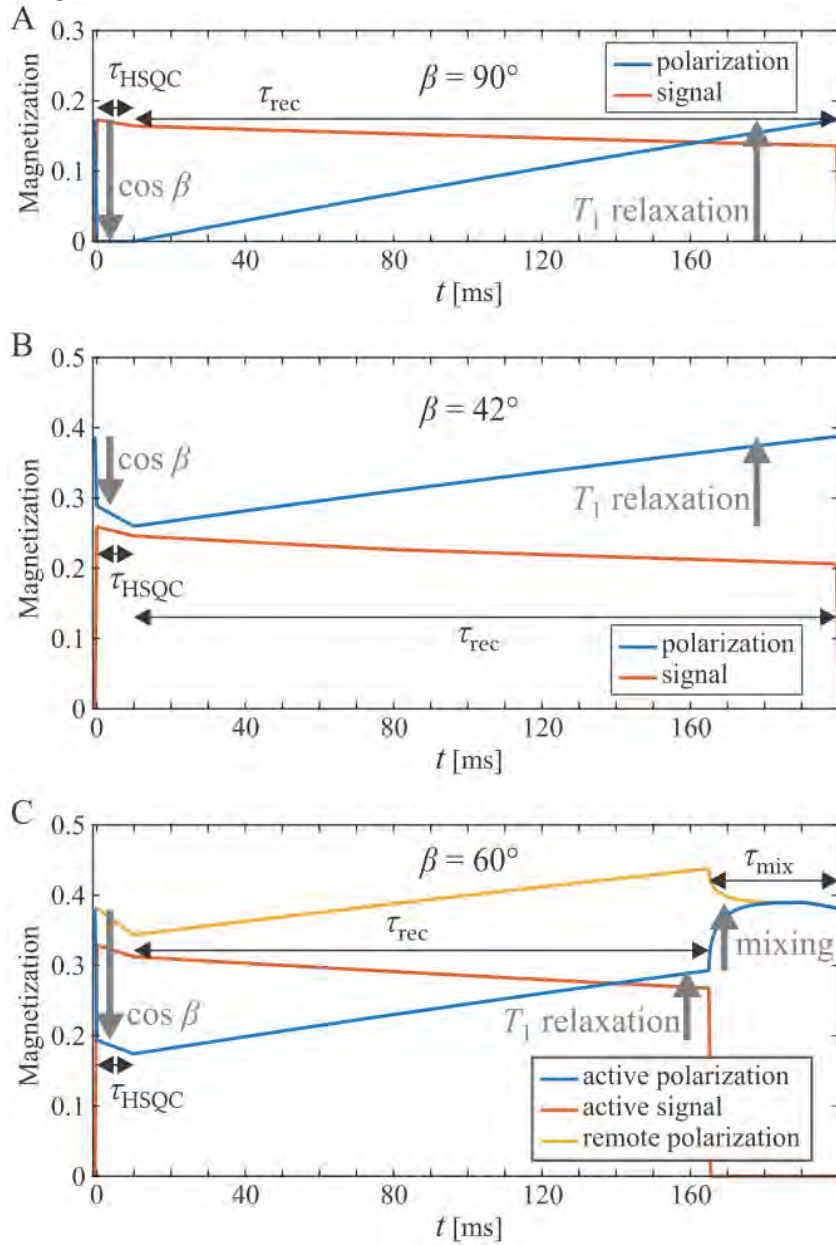 A
0.3
0.2
0.1
0
Magnetization
τHSQC
β = 90°
polarization
signal
τrec
cos β
T1 relaxation
0
40
80
120
160
t [ms]
B
0.5
0.4
0.3
0.2
0.1
0
Magnetization
β = 42°
cos β
T1 relaxation
τHSQC
τrec
polarization
signal
0
40
80
120
160
t [ms]
C
0.5
0.4
0.3
0.2
0.1
0
Magnetization
β = 60°
τmix
τrec
mixing
cos β
T1 relaxation
τHSQC
active polarization
active signal
remote polarization
0
40
80
120
160
t [ms]